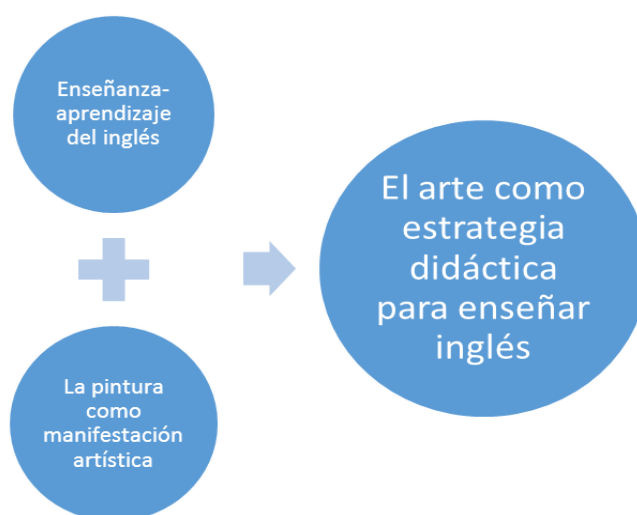 Enseñanza-
aprendizaje
del inglés
La pintura
como
manifestación
artística
El arte como
estrategia
didáctica
para enseñar
inglés